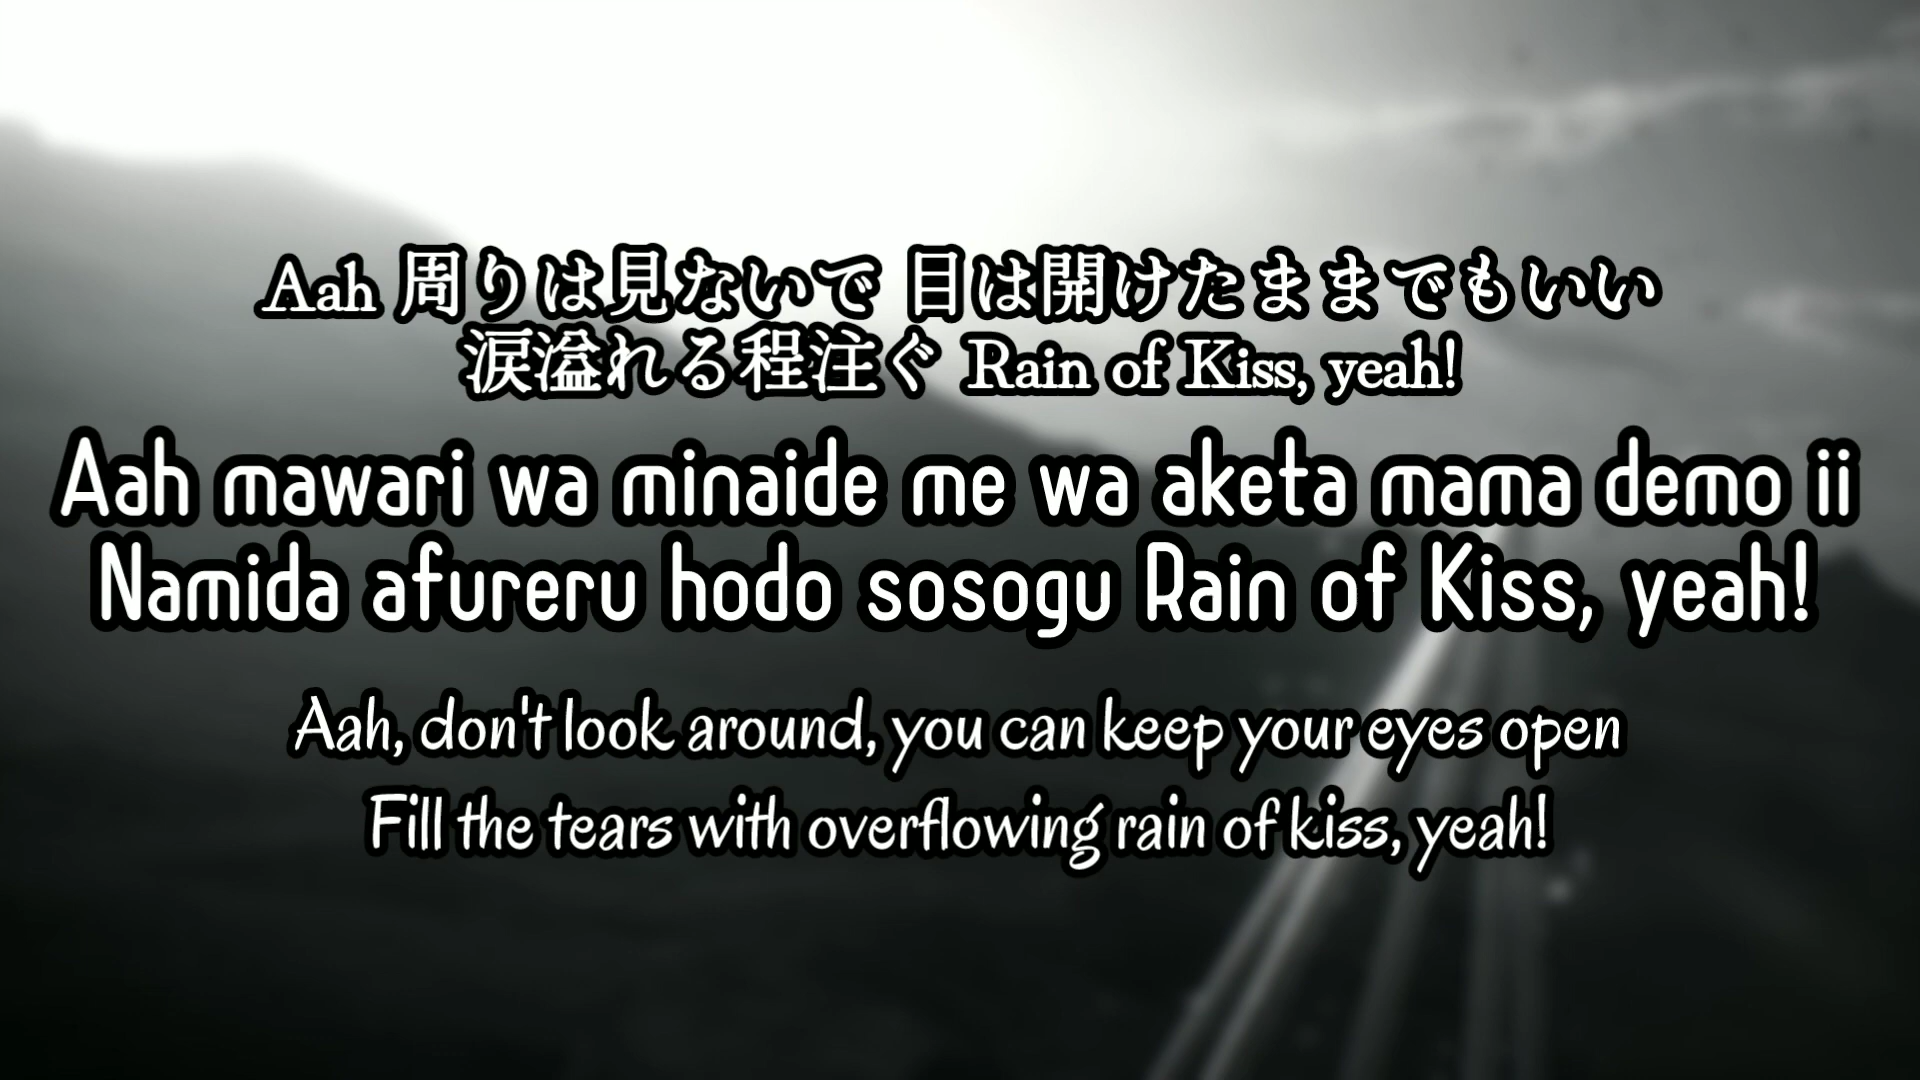 Aah 周りは見ないで 目は開けたままでもいい
涙溢れる程注ぐ Rain of Kiss, yeah!
Aah mawari wa minaide me wa aketa mama demo ii
Namida afureru hodo sosogu Rain of Kiss, yeah!
Aah, don't look around, you can keep your eyes open
Fill the tears with overflowing rain of kiss, yeah!